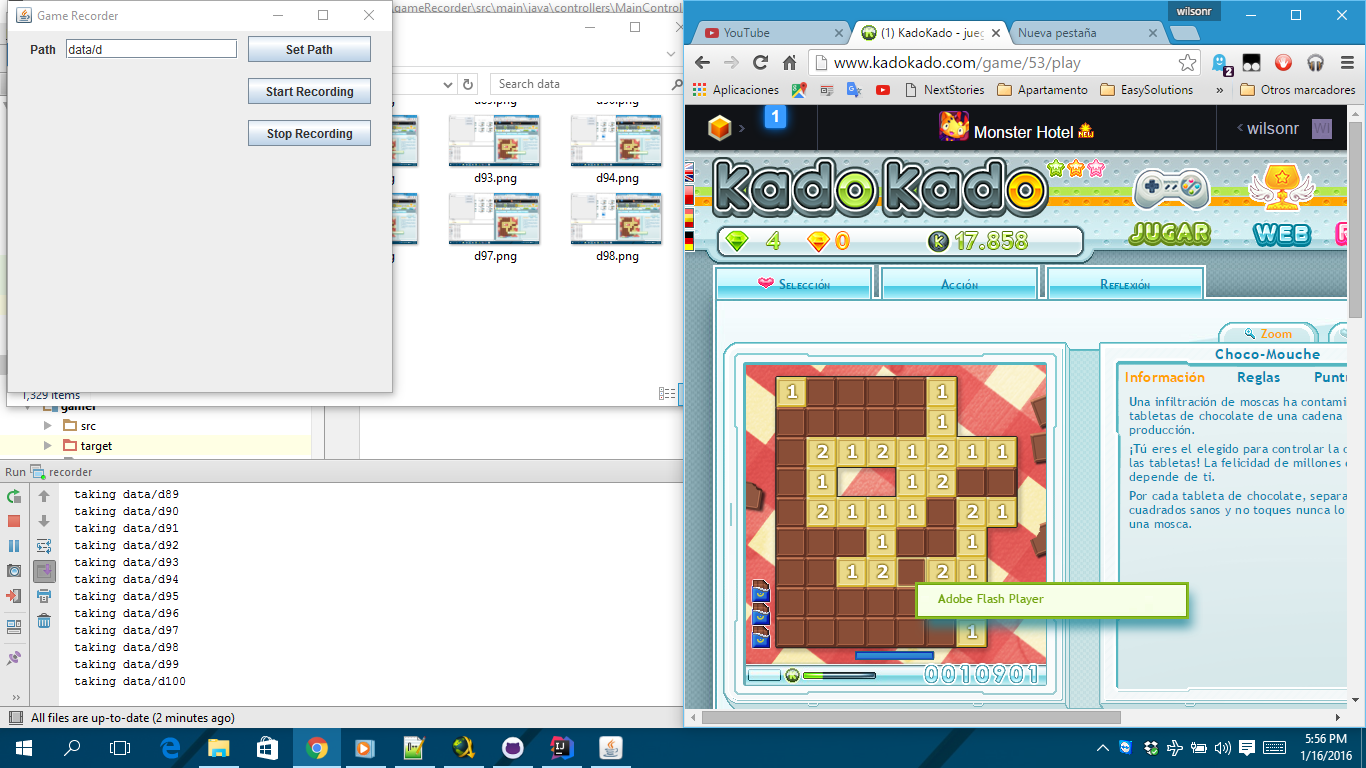 Game Recorder
Path data/d Set Path
Start Recording
Stop Recording
gameRecorder\src\main\java\controllers\MainControl
Search data
d93.png d94.png
d97.png d98.png
1,329 items
src
target
Run recorder
taking data/d89
taking data/d90
taking data/d91
taking data/d92
taking data/d93
taking data/d94
taking data/d95
taking data/d96
taking data/d97
taking data/d98
taking data/d99
taking data/d100
All files are up-to-date (2 minutes ago)
wilsonr
YouTube (1) KadoKado - jueg Nueva pestaña
www.kadokado.com/game/53/play
2
Aplicaciones NextStories Apartamento EasySolutions » Otros marcadores
1 Monster Hotel NEW wilsonr WI
kado kado
4 0 K 17.858
JUGAR WEB
Selección Acción Reflexión
Zoom
Choco-Mouche
Información Reglas Puntu
Una infiltración de moscas ha contami
tabletas de chocolate de una cadena
producción.
¡Tú eres el elegido para controlar la c
las tabletas! La felicidad de millones
depende de ti.
Por cada tableta de chocolate, separa
cuadrados sanos y no toques nunca lo
una mosca.
1 1
1
2 1 2 1 2 1 1
1 1 2
2 1 1 1 2 1
1 1
1 2 2 1
Adobe Flash Player
1
0010901
5:56 PM
1/16/2016